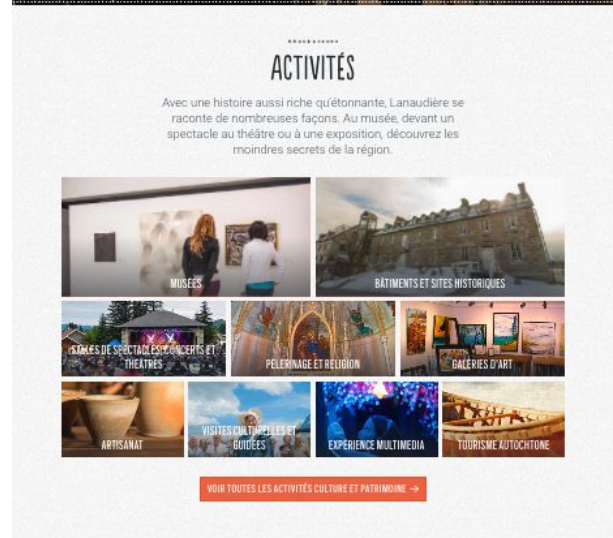 ACTIVITÉS
Avec une histoire aussi riche qu'étonnante, Lanaudière se
raconte de nombreuses façons. Au musée, devant un
spectacle au théâtre ou à une exposition, découvrez les
moindres secrets de la région.
MUSÉES
BÂTIMENTS ET SITES HISTORIQUES
SALLES DE SPECTACLES, CONCERTS ET
THÉÂTRES
PÈLERINAGE ET RELIGION
GALERIES D'ART
ARTISANAT
VISITES CULTURELLES ET
GUIDÉES
EXPÉRIENCE MULTIMÉDIA
TOURISME AUTOCHTONE
VOIR TOUTES LES ACTIVITÉS CULTURE ET PATRIMOINE →